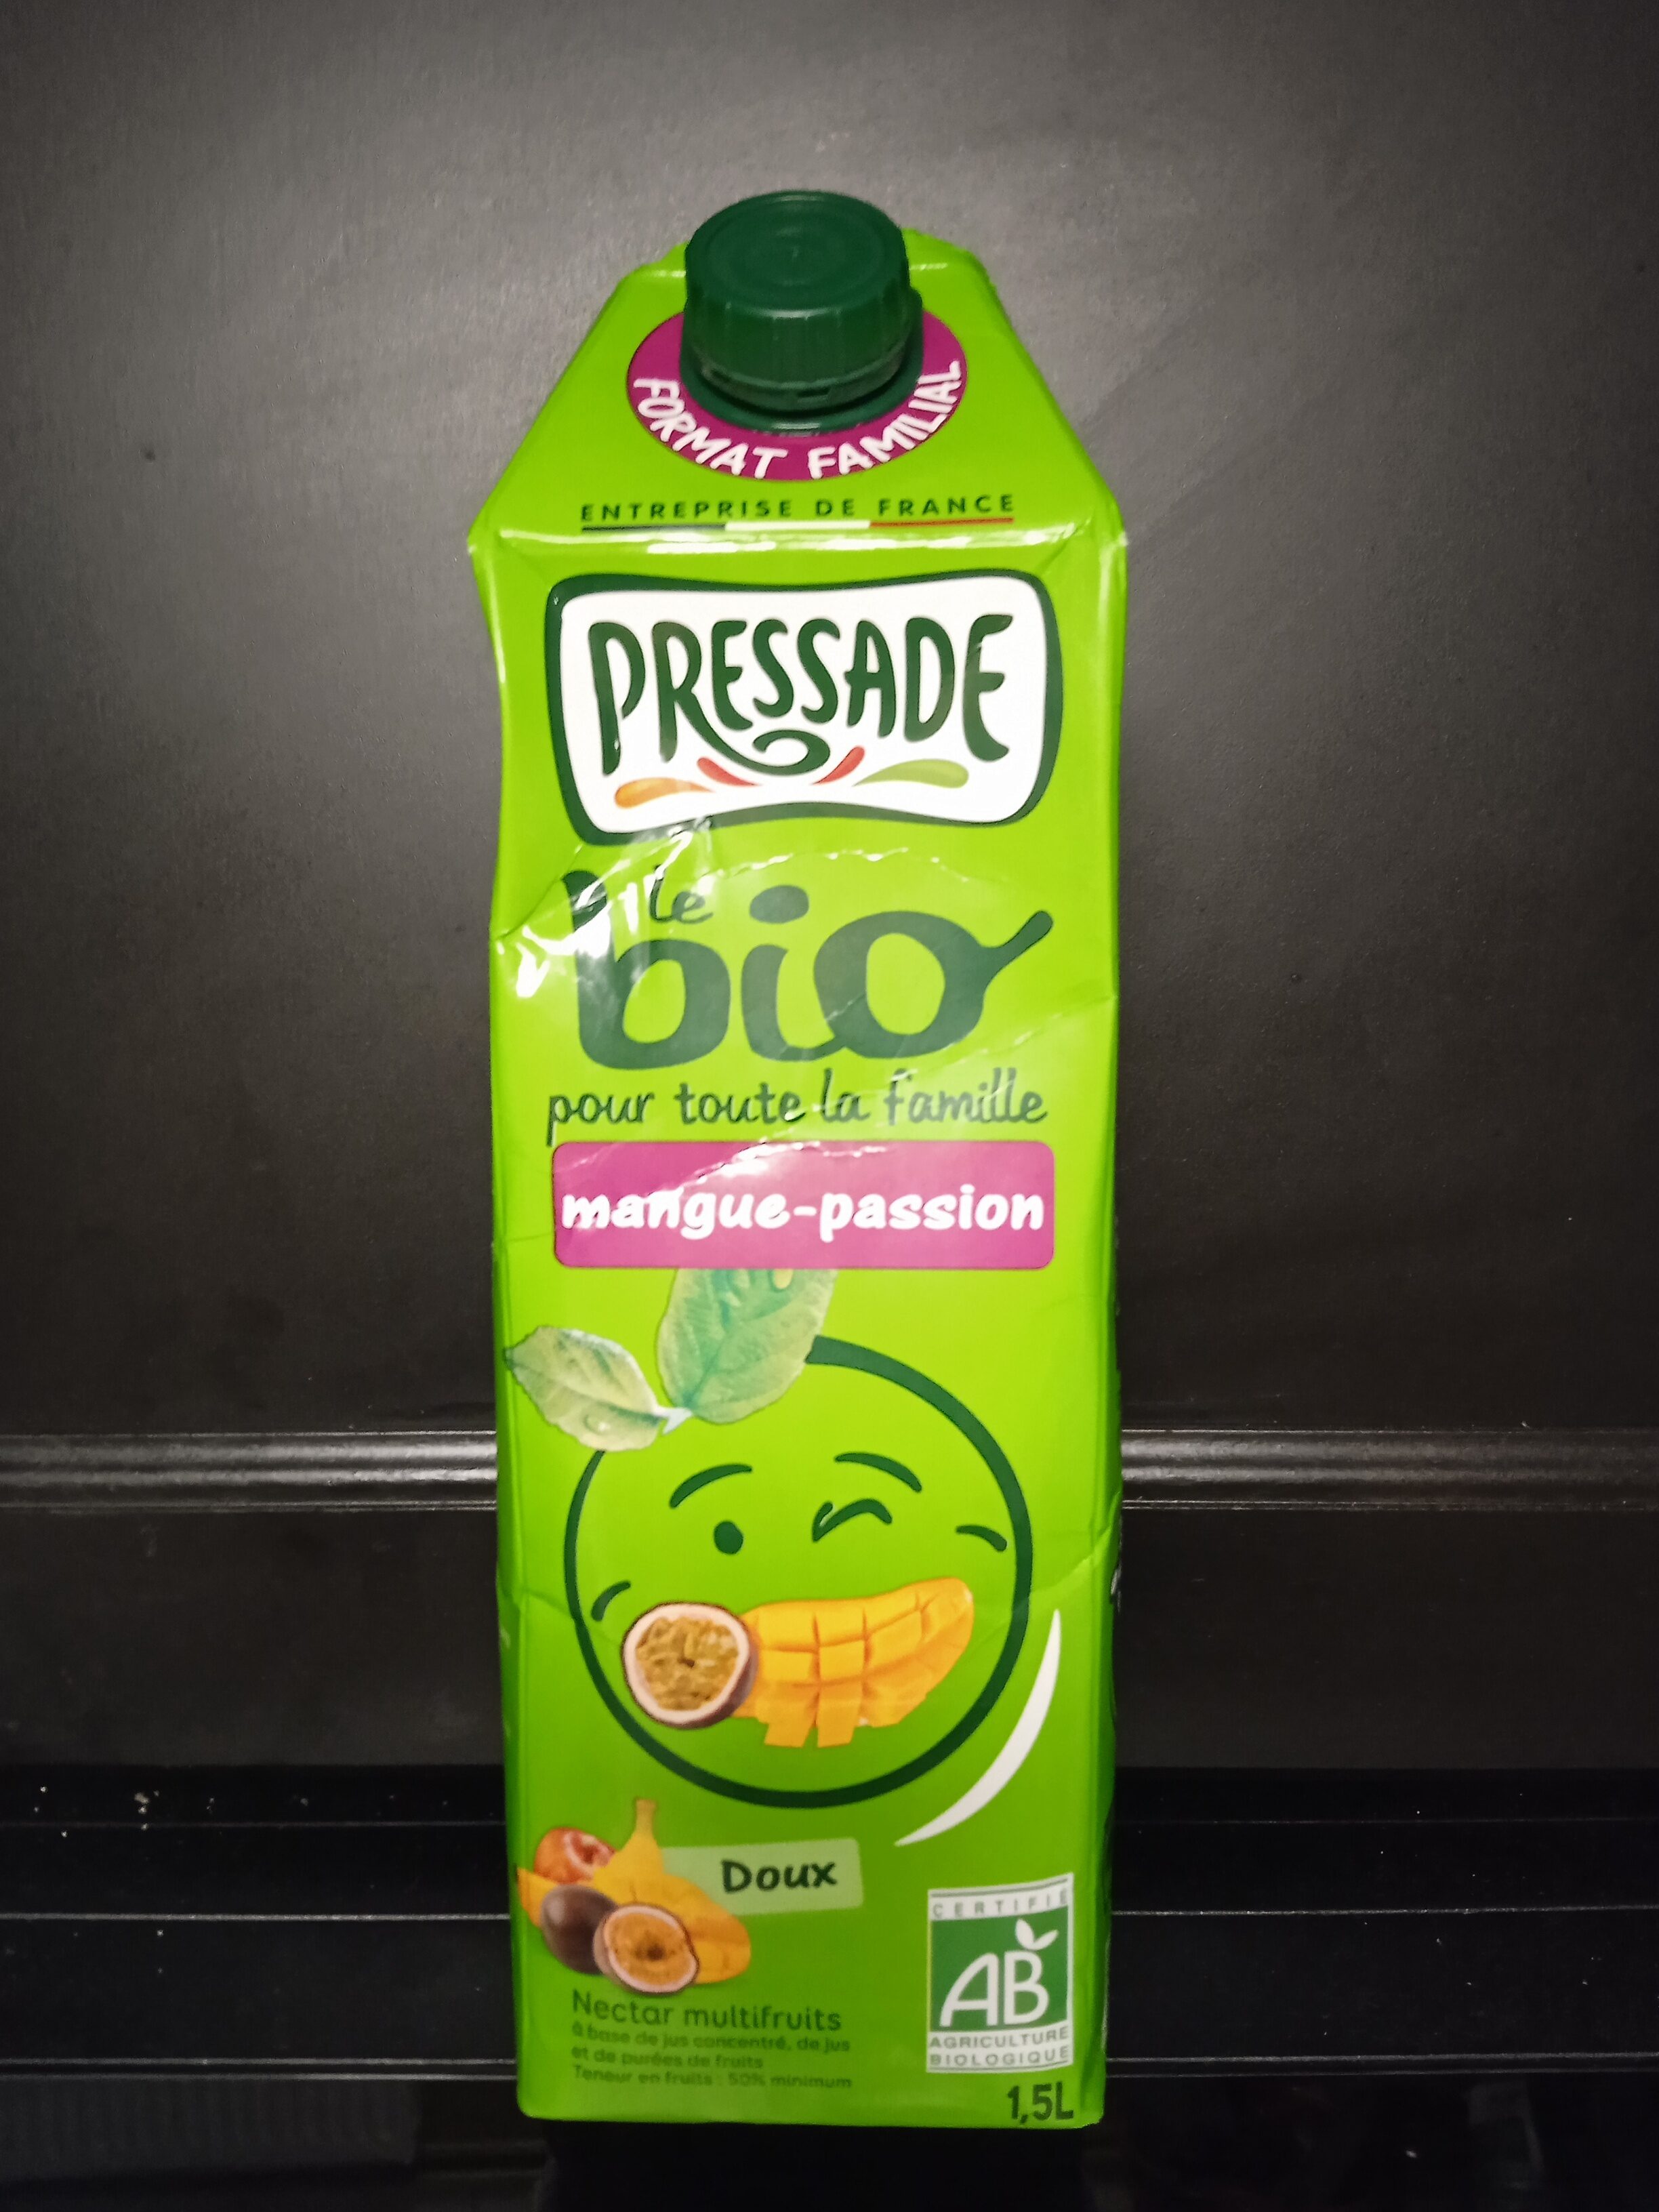 FORMAT FAMILIAL
ENTREPRISE DE FRANCE
PRESSADE
le
bio
pour toute la famille
mangue-passion
Doux
Nectar multifruits
à base de jus concentré, de jus
et de purées de fruits
Teneur en fruits : 50% minimum
CERTIFIÉ
AB
AGRICULTURE
BIOLOGIQUE
1,5L